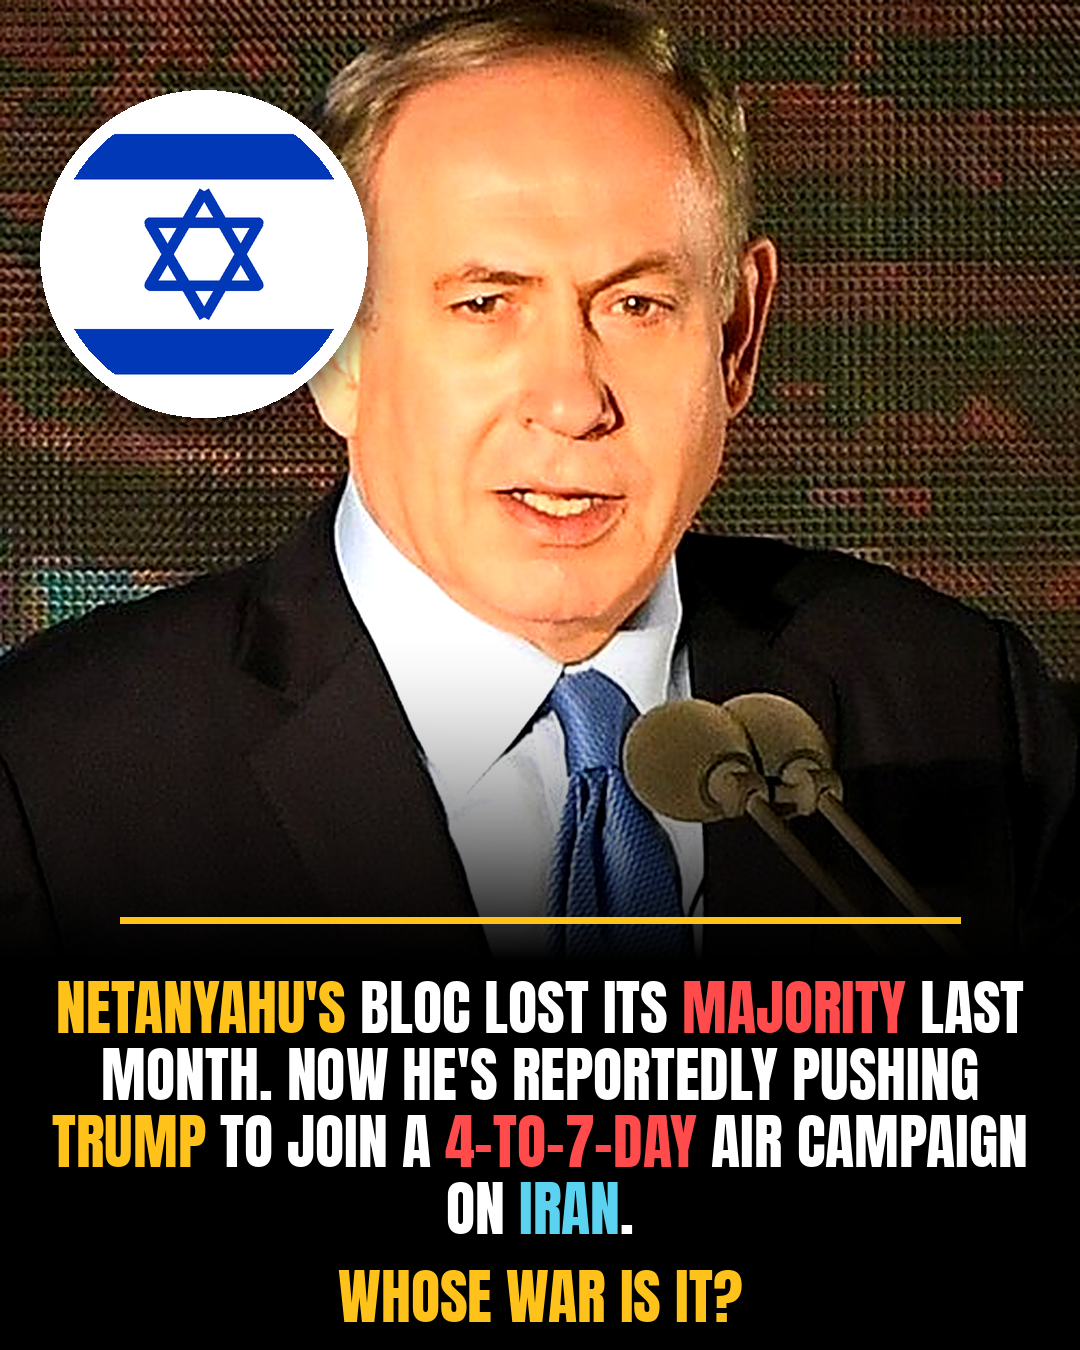 NETANYAHU'S BLOC LOST ITS MAJORITY LAST
MONTH. NOW HE'S REPORTEDLY PUSHING
TRUMP TO JOIN A 4-TO-7-DAY AIR CAMPAIGN
ON IRAN.
WHOSE WAR IS IT?